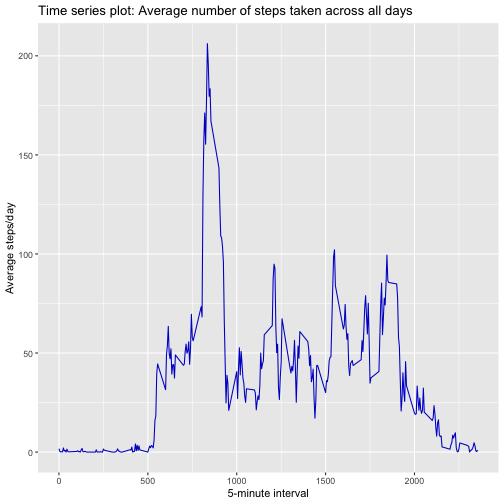 Time series plot: Average number of steps taken across all days
Average steps/day
200
150
100
50
0
0 500 1000 1500 2000
5-minute interval